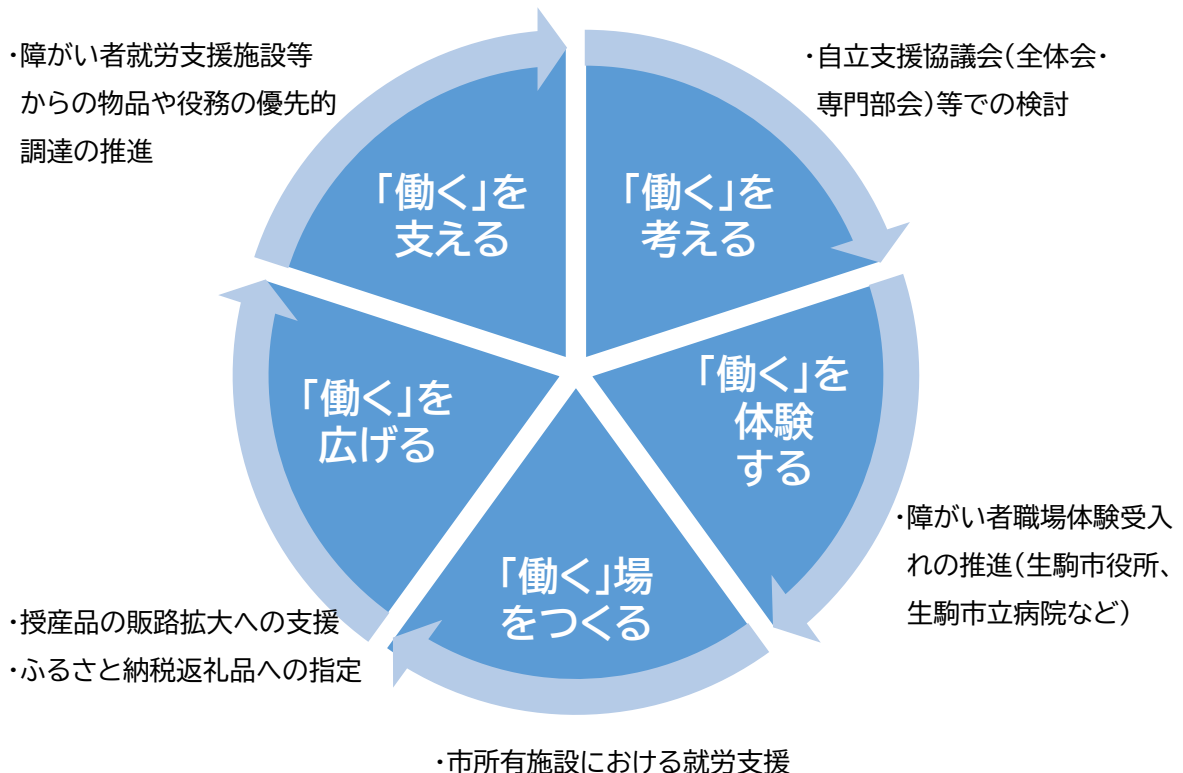 ・障がい者就労支援施設等
からの物品や役務の優先的
調達の推進
・自立支援協議会(全体会・
専門部会)等での検討
「働く」を
支える
「働く」を
考える
「働く」を
体験
する
「働く」を
広げる
「働く」場
をつくる
・障がい者職場体験受入
れの推進(生駒市役所、
生駒市立病院など)
・授産品の販路拡大への支援
・ふるさと納税返礼品への指定
・市所有施設における就労支援